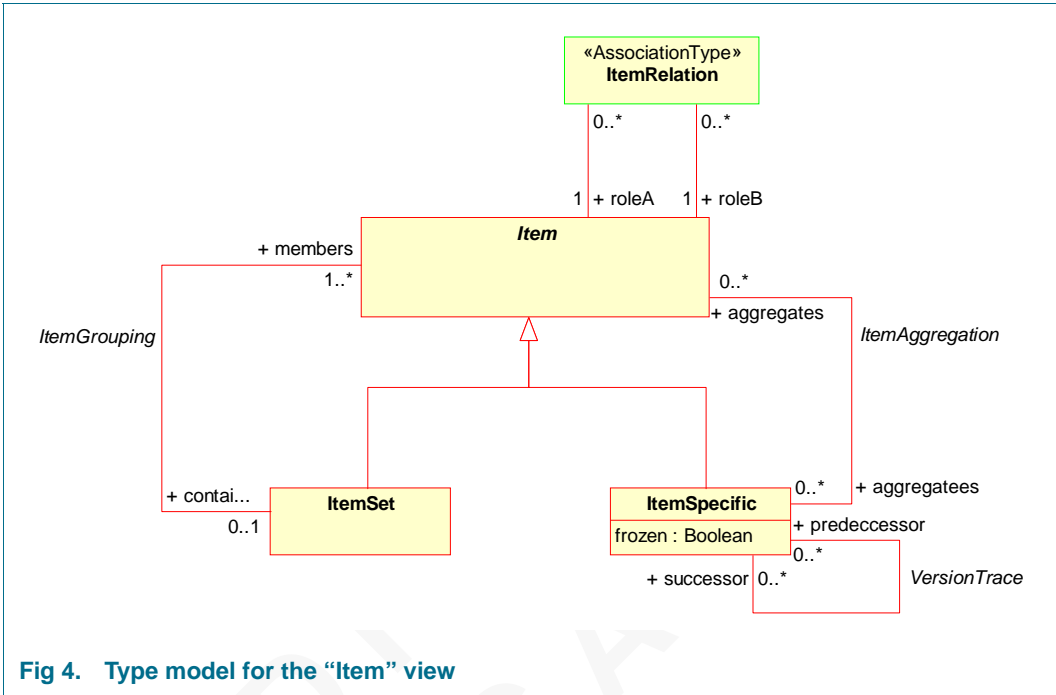 «AssociationType»
ItemRelation
0..*
0..*
1
+ roleA
1
+ roleB
Item
+ members
1..*
0..*
+ aggregates
ItemGrouping
ItemAggregation
+ contai...
0..1
ItemSet
ItemSpecific
frozen : Boolean
0..*
+ aggregatees
+ predeccessor
0..*
+ successor
0..*
VersionTrace
Fig 4. Type model for the “Item” view